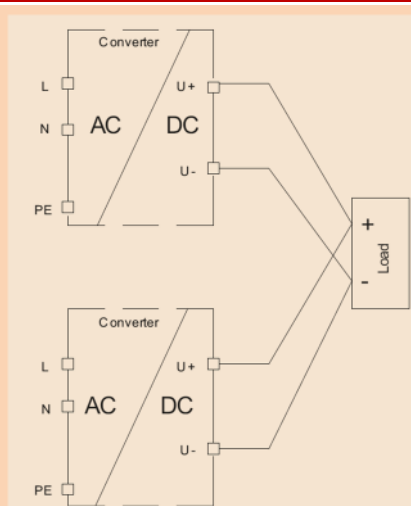 Converter
L
U+
N
AC
DC
U-
PE
+
Load
-
Converter
L
U+
N
AC
DC
U-
PE